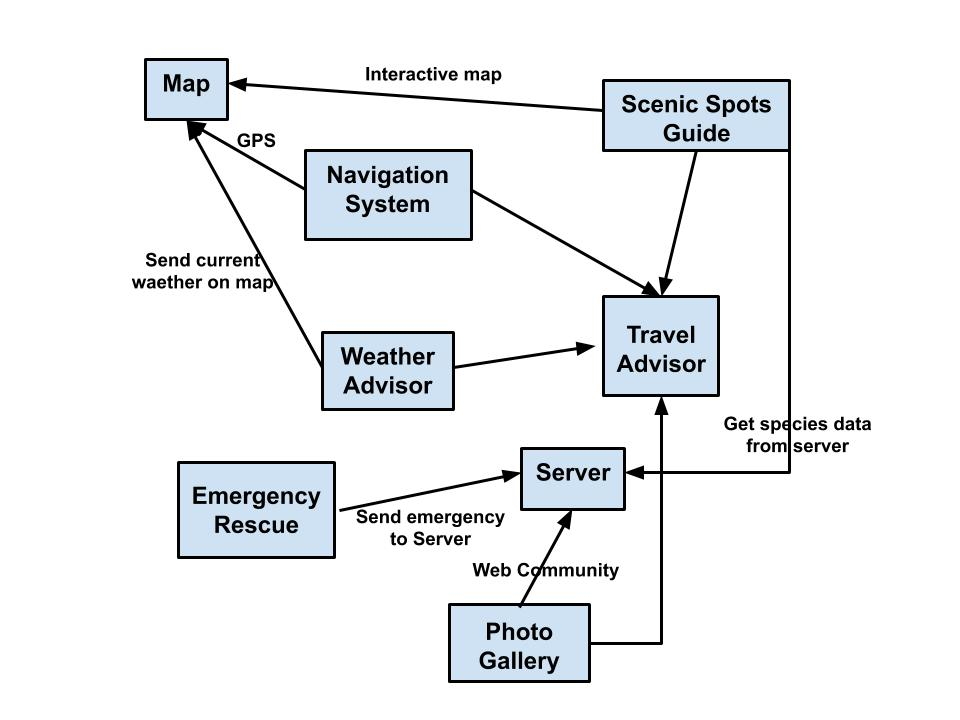 Map
Interactive map
Scenic Spots
Guide
GPS
Navigation
System
Send current
waether on map
Travel
Advisor
Weather
Advisor
Get species data
from server
Server
Emergency
Rescue
Send emergency
to Server
Web Community
Photo
Gallery